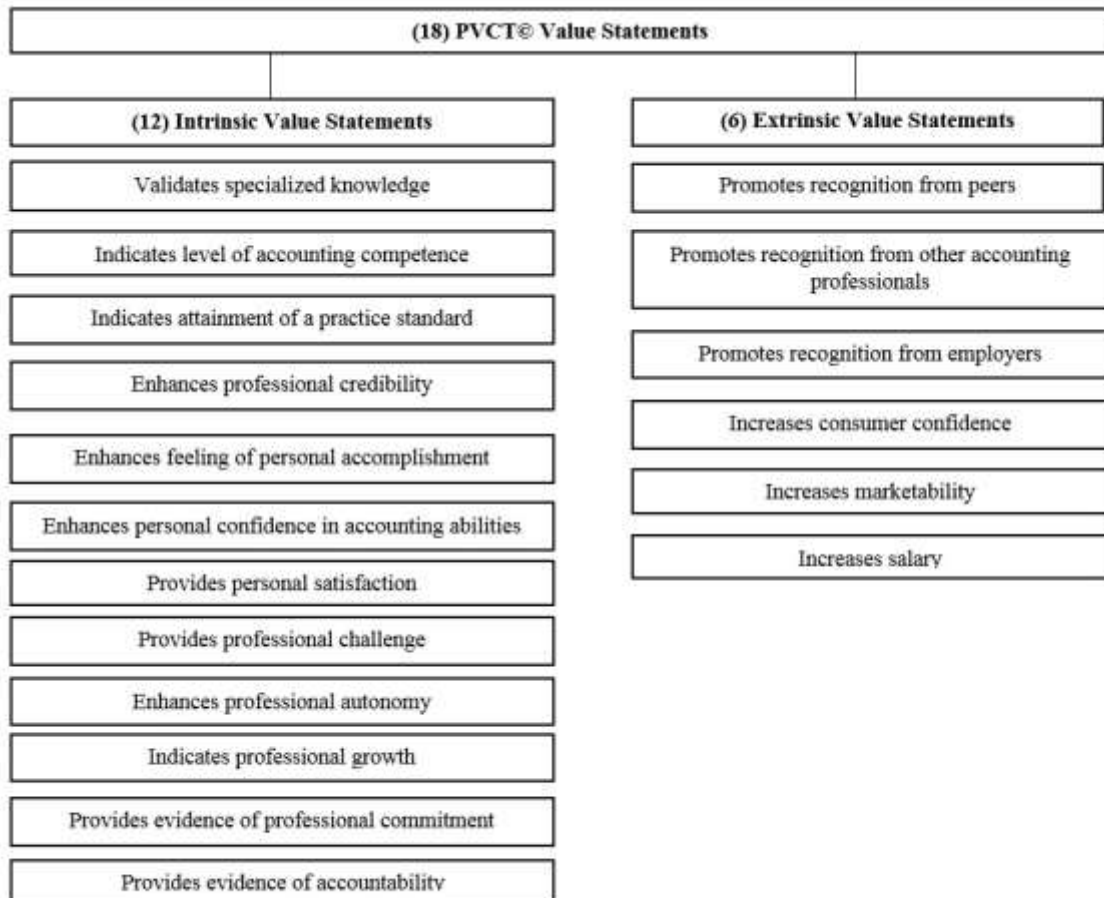 (18) PVCT© Value Statements
(12) Intrinsic Value Statements
Validates specialized knowledge
Indicates level of accounting competence
Indicates attainment of a practice standard
Enhances professional credibility
Enhances feeling of personal accomplishment
Enhances personal confidence in accounting abilities
Provides personal satisfaction
Provides professional challenge
Enhances professional autonomy
Indicates professional growth
Provides evidence of professional commitment
Provides evidence of accountability
(6) Extrinsic Value Statements
Promotes recognition from peers
Promotes recognition from other accounting
professionals
Promotes recognition from employers
Increases consumer confidence
Increases marketability
Increases salary